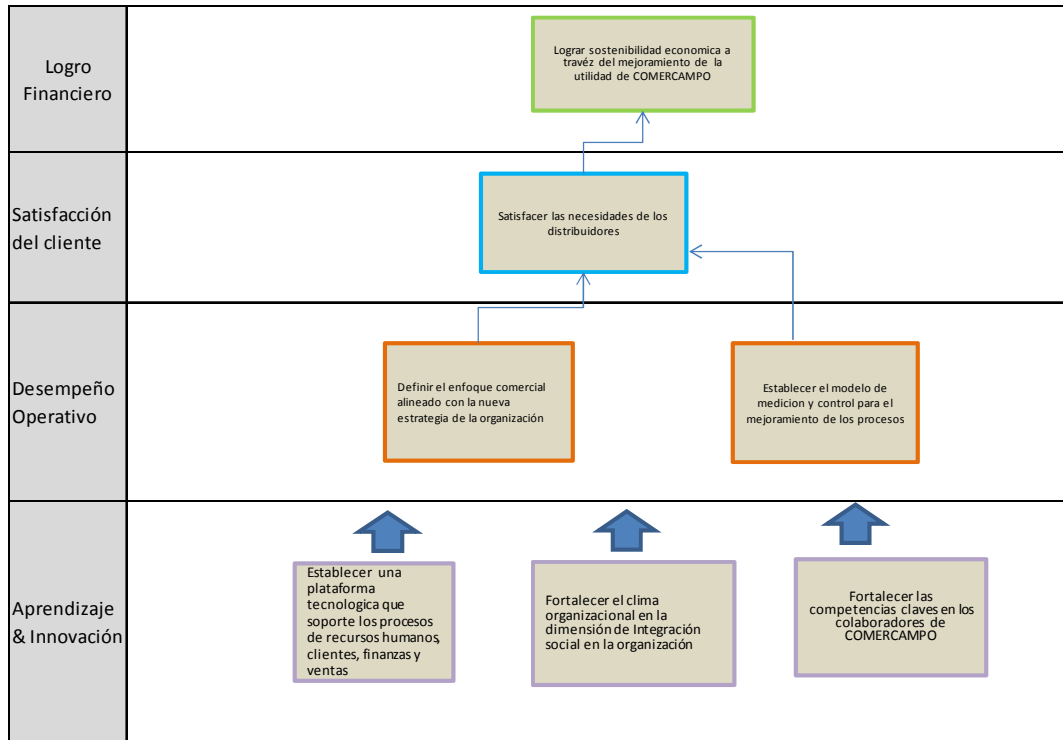 Logro
Financiero
Lograr sostenibilidad economica a
travéz del mejoramiento de la
utilidad de COMERCAMPO
Satisfacción
del cliente
Satisfacer las necesidades de los
distribuidores
Desempeño
Operativo
Definir el enfoque comercial
alineado con la nueva
estrategia de la organización
Establecer el modelo de
medicion y control para el
mejoramiento de los procesos
Aprendizaje
& Innovación
Establecer una
plataforma
tecnologica que
soporte los procesos
de recursos humanos,
clientes, finanzas y
ventas
Fortalecer el clima
organizacional en la
dimensión de Integración
social en la organización
Fortalecer las
competencias claves en los
colaboradores de
COMERCAMPO